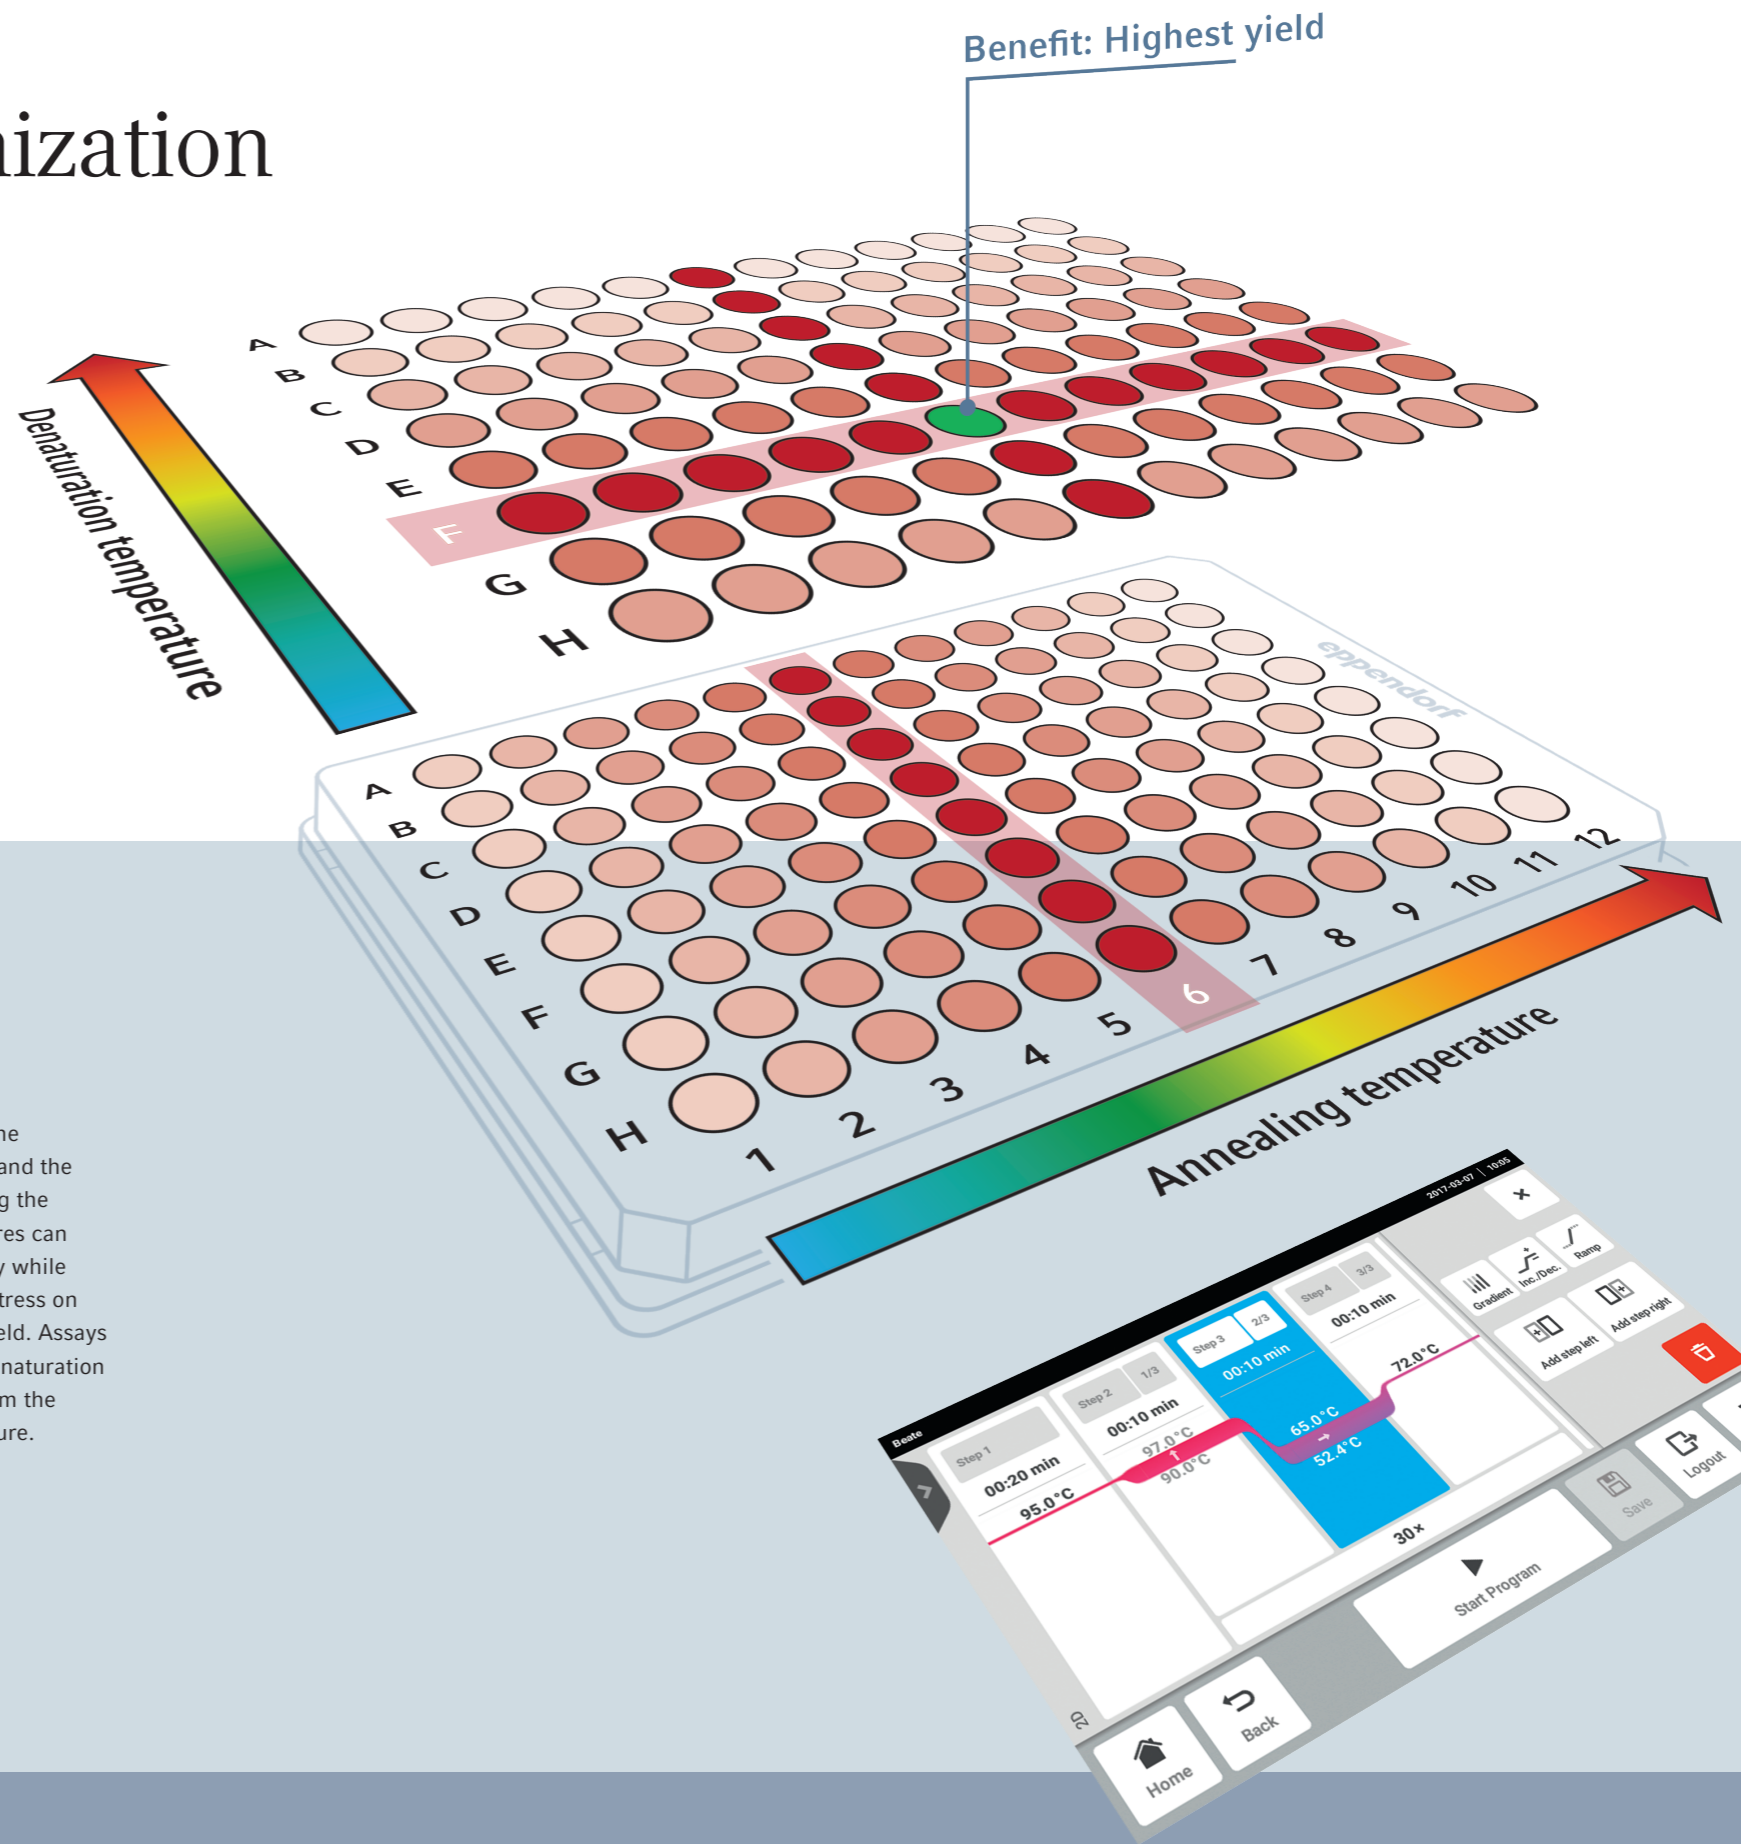 Benefit: Highest yield
nization
A
B
C
D
E
F
G
H
Denaturation temperature
eppendorf
A
B
C
D
E
F
G
H
1
2
3
4
5
6
7
8
9
10
11
12
Annealing temperature
ne
and the
g the
res can
y while
tress on
eld. Assays
naturation
m the
ure.
Beate
2017-03-07 | 10:05
Step 1
00:20 min
95.0°C
Step 2
1/3
00:10 min
97.0°C
90.0°C
Step 3
2/3
00:10 min
65.0°C
52.4°C
Step 4
3/3
00:10 min
72.0°C
30×
2D
Gradient
Inc./Dec.
Ramp
Add step left
Add step right
Home
Back
Start Program
Save
Logout